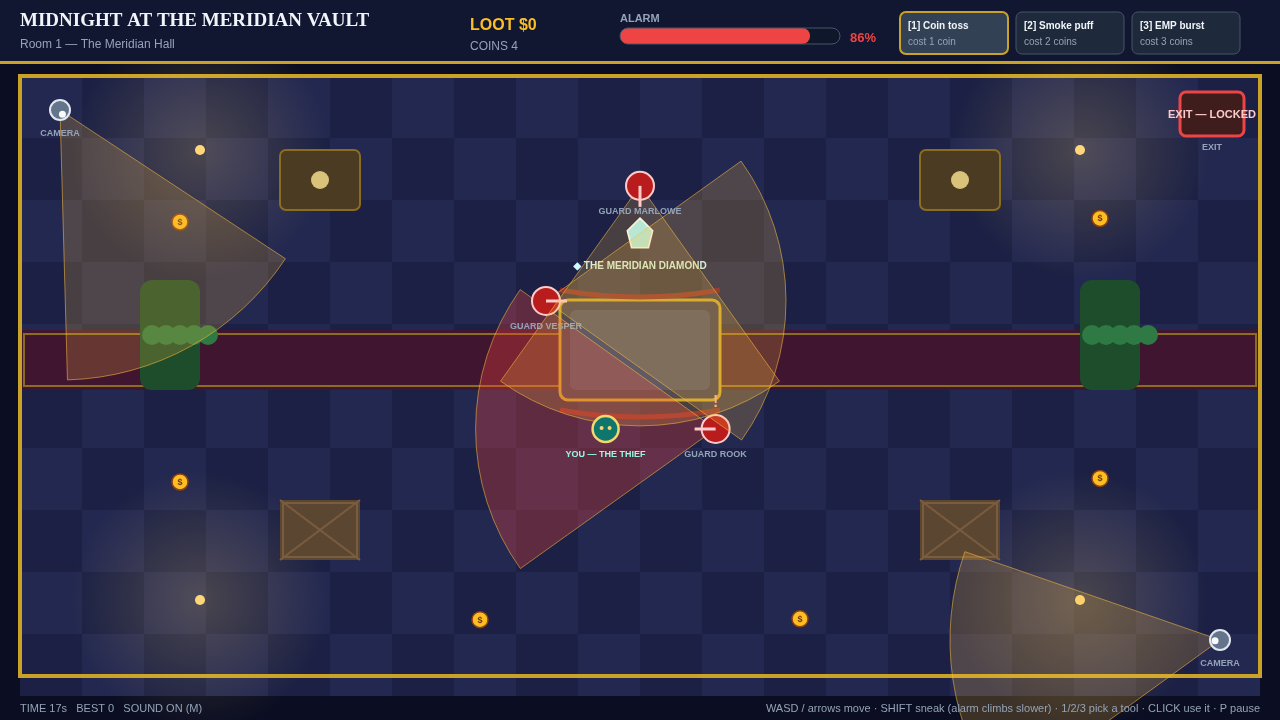 MIDNIGHT AT THE MERIDIAN VAULT
Room 1 — The Meridian Hall
LOOT $0
COINS 4
ALARM
86%
[1] Coin toss
cost 1 coin
[2] Smoke puff
cost 2 coins
[3] EMP burst
cost 3 coins
CAMERA
EXIT — LOCKED
EXIT
$
$
GUARD MARLOWE
◆ THE MERIDIAN DIAMOND
GUARD VESPER
!
YOU — THE THIEF
GUARD ROOK
$
$
$
$
CAMERA
TIME 17s BEST 0 SOUND ON (M)
WASD / arrows move · SHIFT sneak (alarm climbs slower) · 1/2/3 pick a tool · CLICK use it · P pause